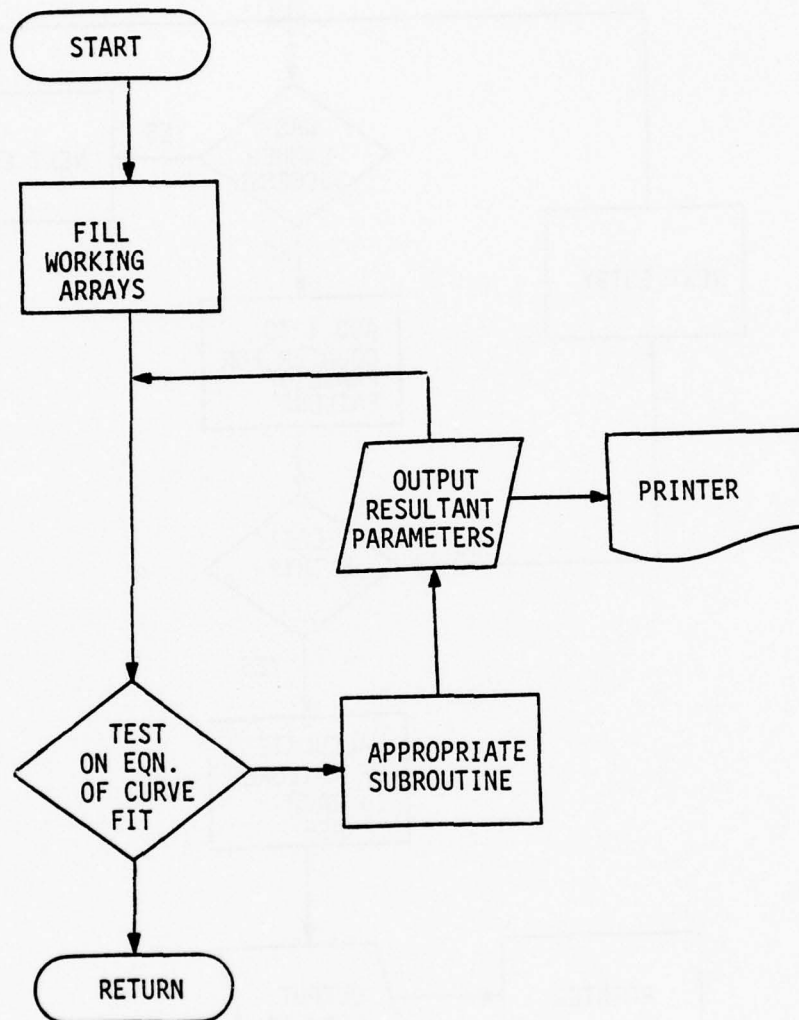 START
FILL
WORKING
ARRAYS
OUTPUT
RESULTANT
PARAMETERS
PRINTER
TEST
ON EQN.
OF CURVE
FIT
APPROPRIATE
SUBROUTINE
RETURN